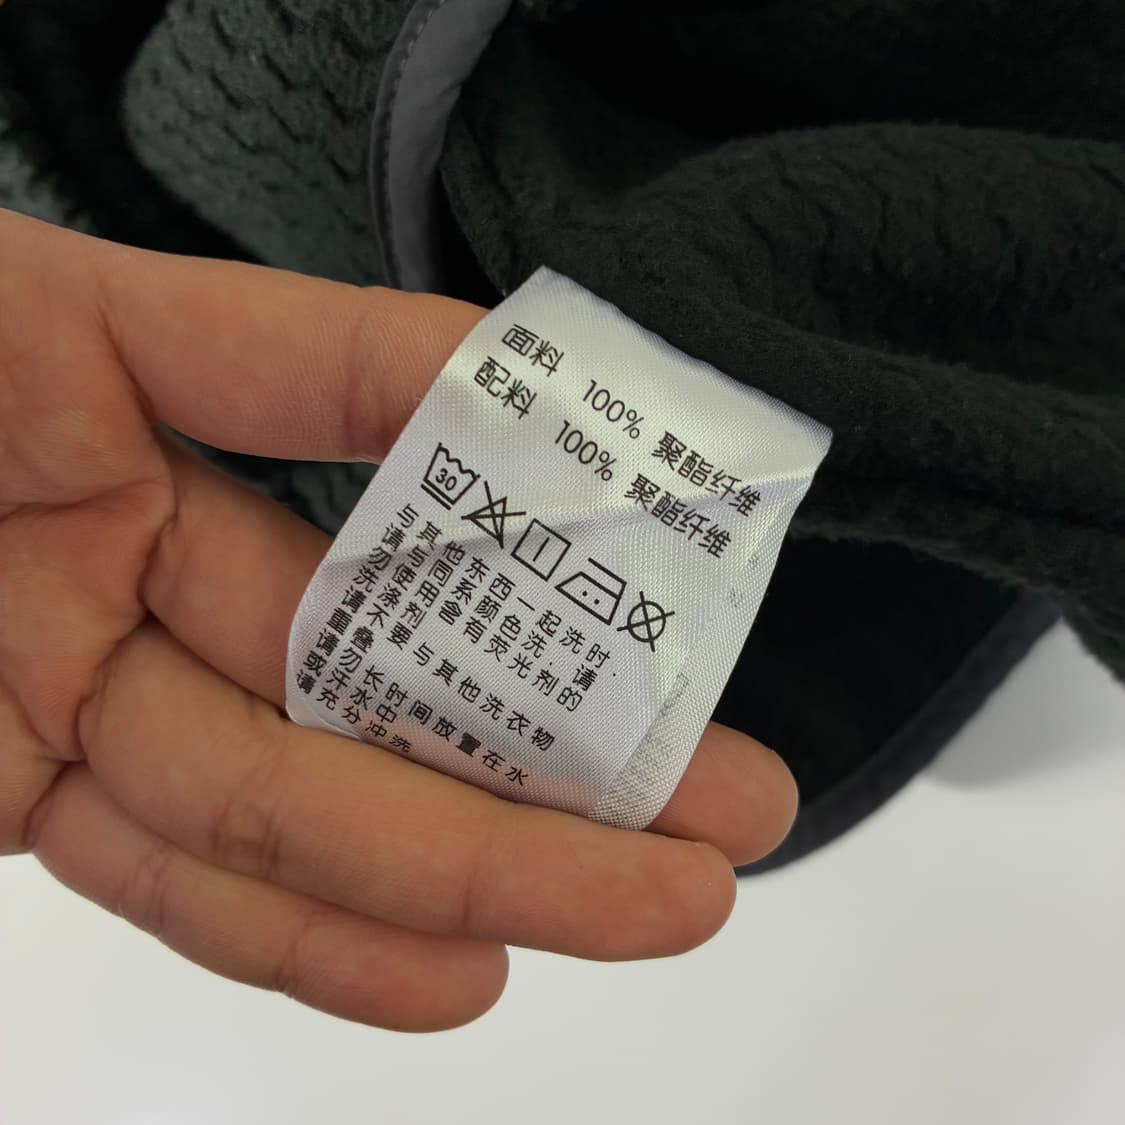 面料 100% 聚酯纤维
配料 100% 聚酯纤维
30
与其他东西一起洗时.
请与同系颜色洗.请
勿使用含有荧光剂的
洗涤剂
请不要与其他洗衣物
重叠
请勿长时间放置在水
或汗水中
请充分冲洗